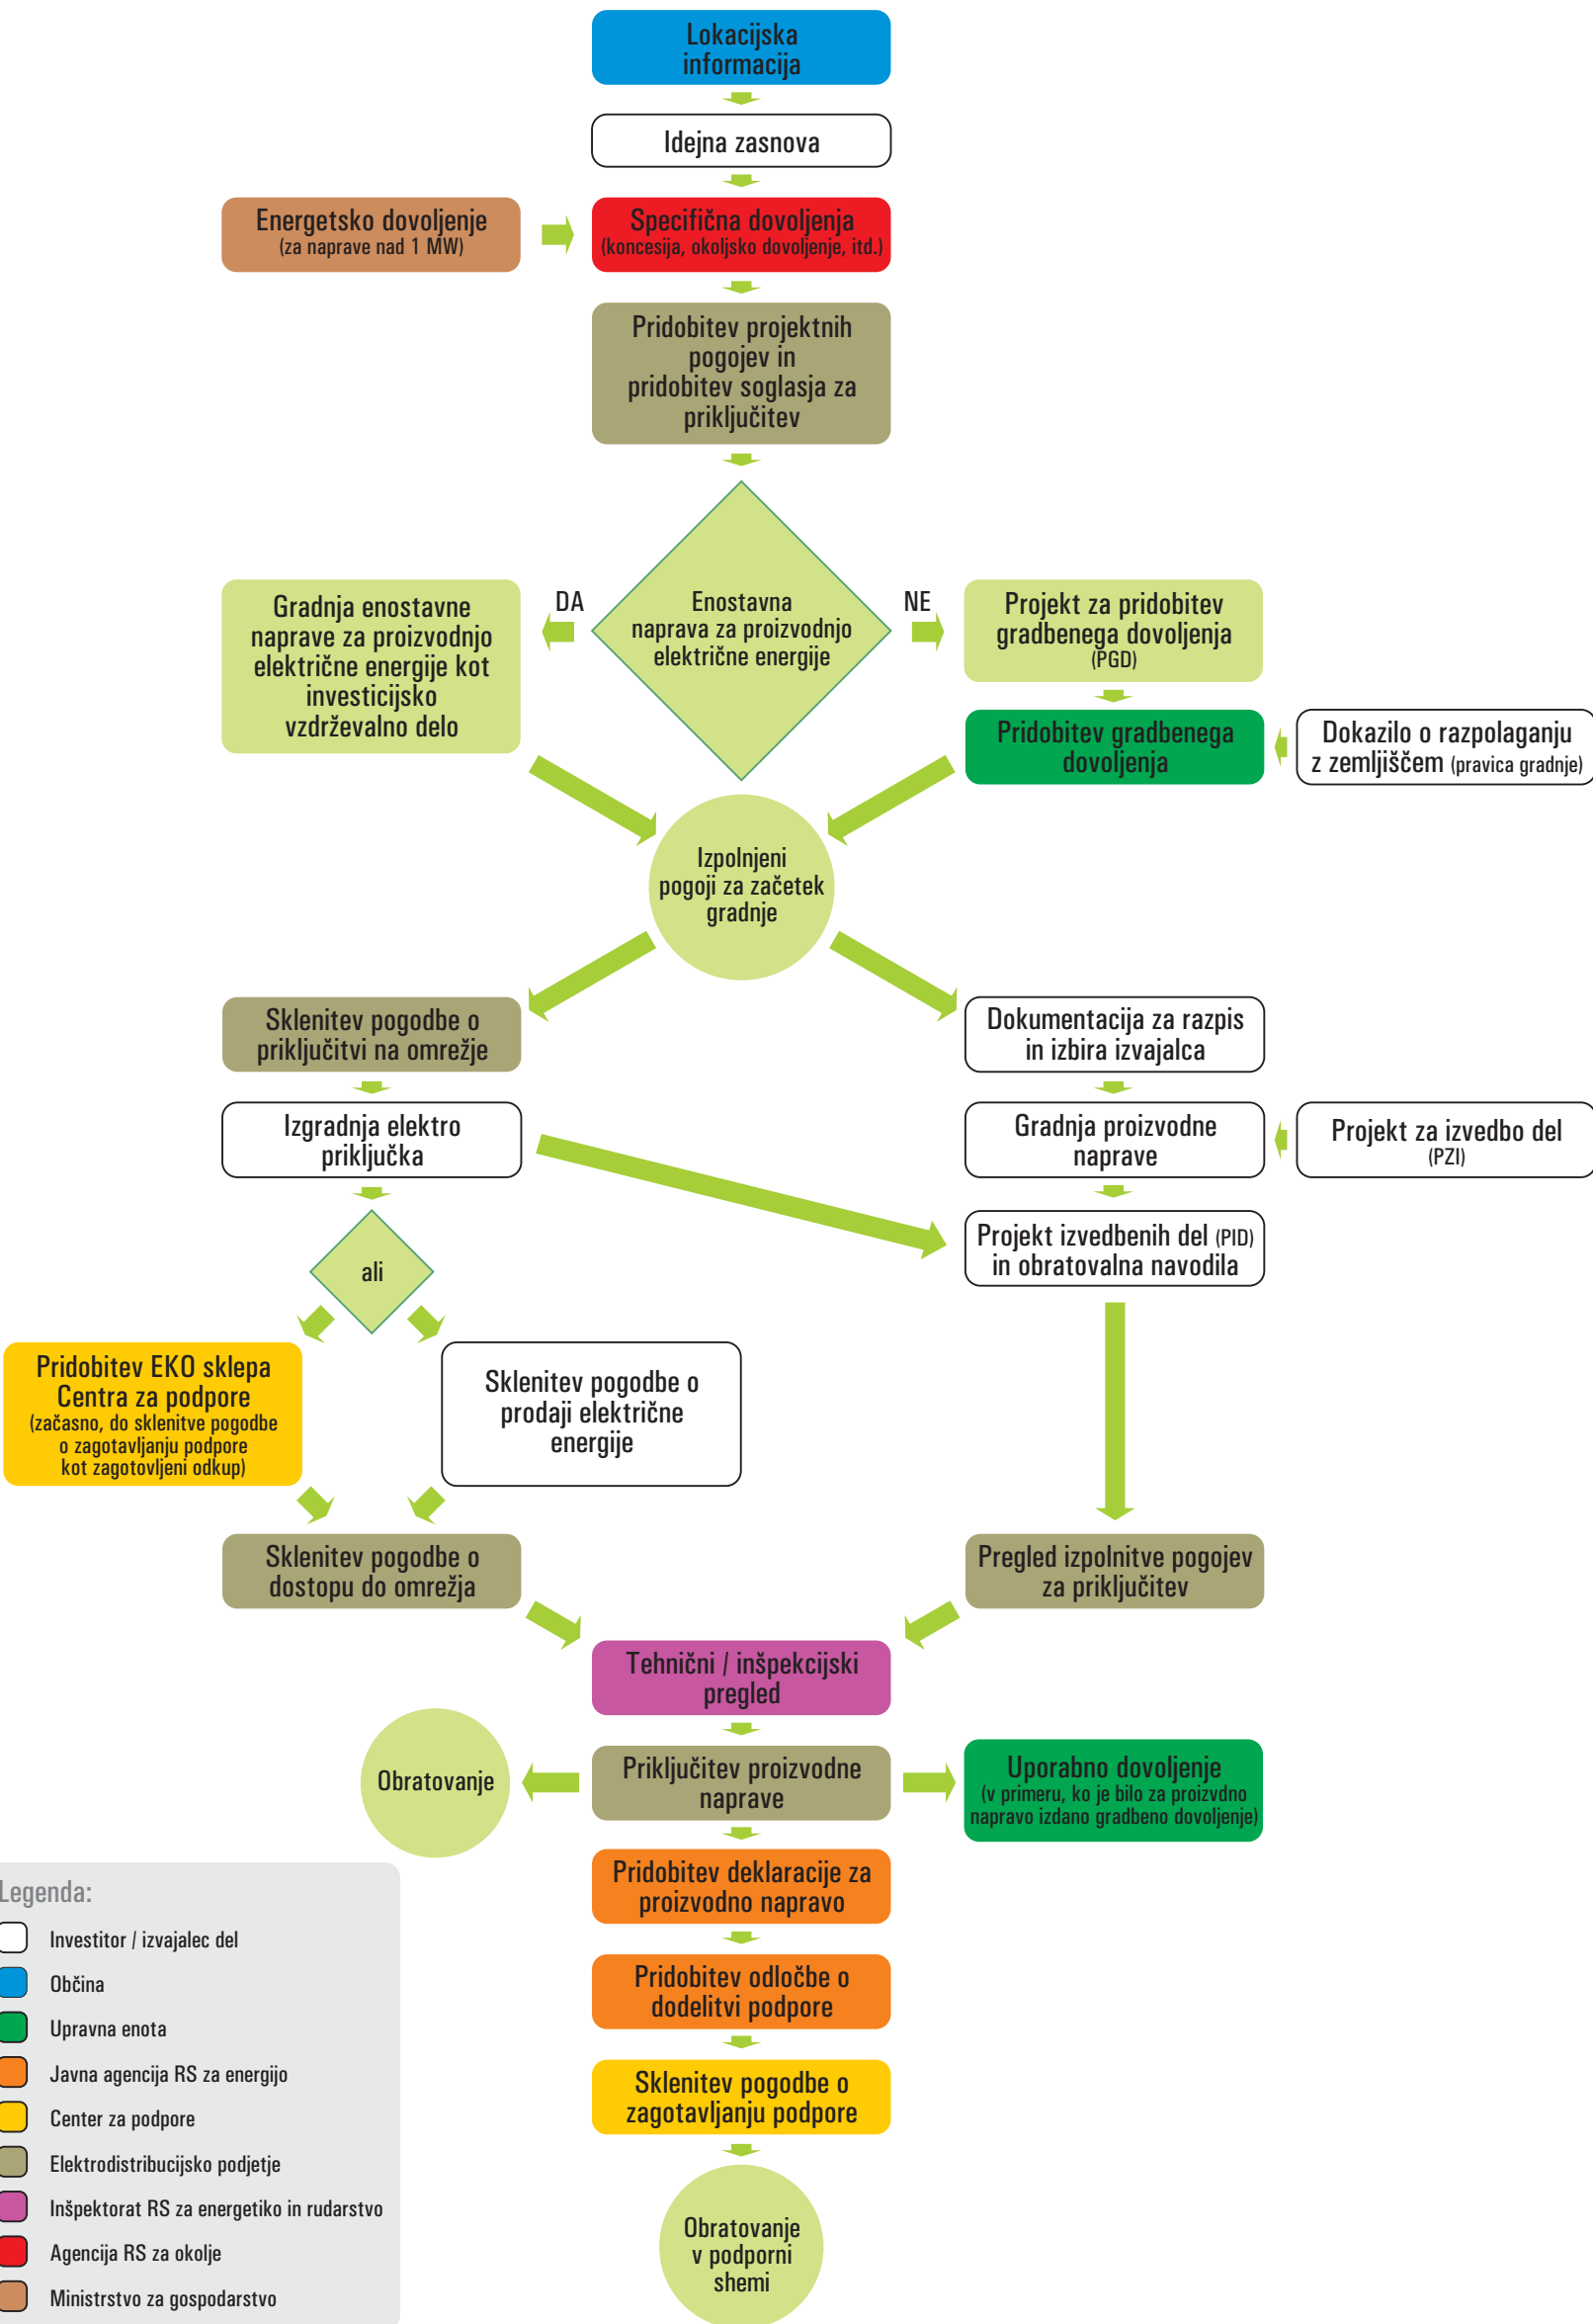 Lokacijska
informacija
Idejna zasnova
Energetsko dovoljenje
(za naprave nad 1 MW)
Specifična dovoljenja
(koncesija, okoljsko dovoljenje, itd.)
Pridobitev projektnih
pogojev in
pridobitev soglasja za
priključitev
Gradnja enostavne
naprave za proizvodnjo
električne energije kot
investicijsko
vzdrževalno delo
DA
Enostavna
naprava za proizvodnjo
električne energije
NE
Projekt za pridobitev
gradbenega dovoljenja
(PGD)
Pridobitev gradbenega
dovoljenja
Dokazilo o razpolaganju
z zemljiščem (pravica gradnje)
Izpolnjeni
pogoji za začetek
gradnje
Sklenitev pogodbe o
priključitvi na omrežje
Dokumentacija za razpis
in izbira izvajalca
Izgradnja elektro
priključka
Gradnja proizvodne
naprave
Projekt za izvedbo del
(PZI)
Projekt izvedbenih del (PID)
in obratovalna navodila
ali
Pridobitev EKO sklepa
Centra za podpore
(začasno, do sklenitve pogodbe
o zagotavljanju podpore
kot zagotovljeni odkup)
Sklenitev pogodbe o
prodaji električne
energije
Sklenitev pogodbe o
dostopu do omrežja
Pregled izpolnitve pogojev
za priključitev
Tehnični / inšpekcijski
pregled
Obratovanje
Priključitev proizvodne
naprave
Uporabno dovoljenje
(v primeru, ko je bilo za proizvdno
napravo izdano gradbeno dovoljenje)
Pridobitev deklaracije za
proizvodno napravo
Pridobitev odločbe o
dodelitvi podpore
Sklenitev pogodbe o
zagotavljanju podpore
Obratovanje
v podporni
shemi
Legenda:
Investitor / izvajalec del
Občina
Upravna enota
Javna agencija RS za energijo
Center za podpore
Elektrodistribucijsko podjetje
Inšpektorat RS za energetiko in rudarstvo
Agencija RS za okolje
Ministrstvo za gospodarstvo